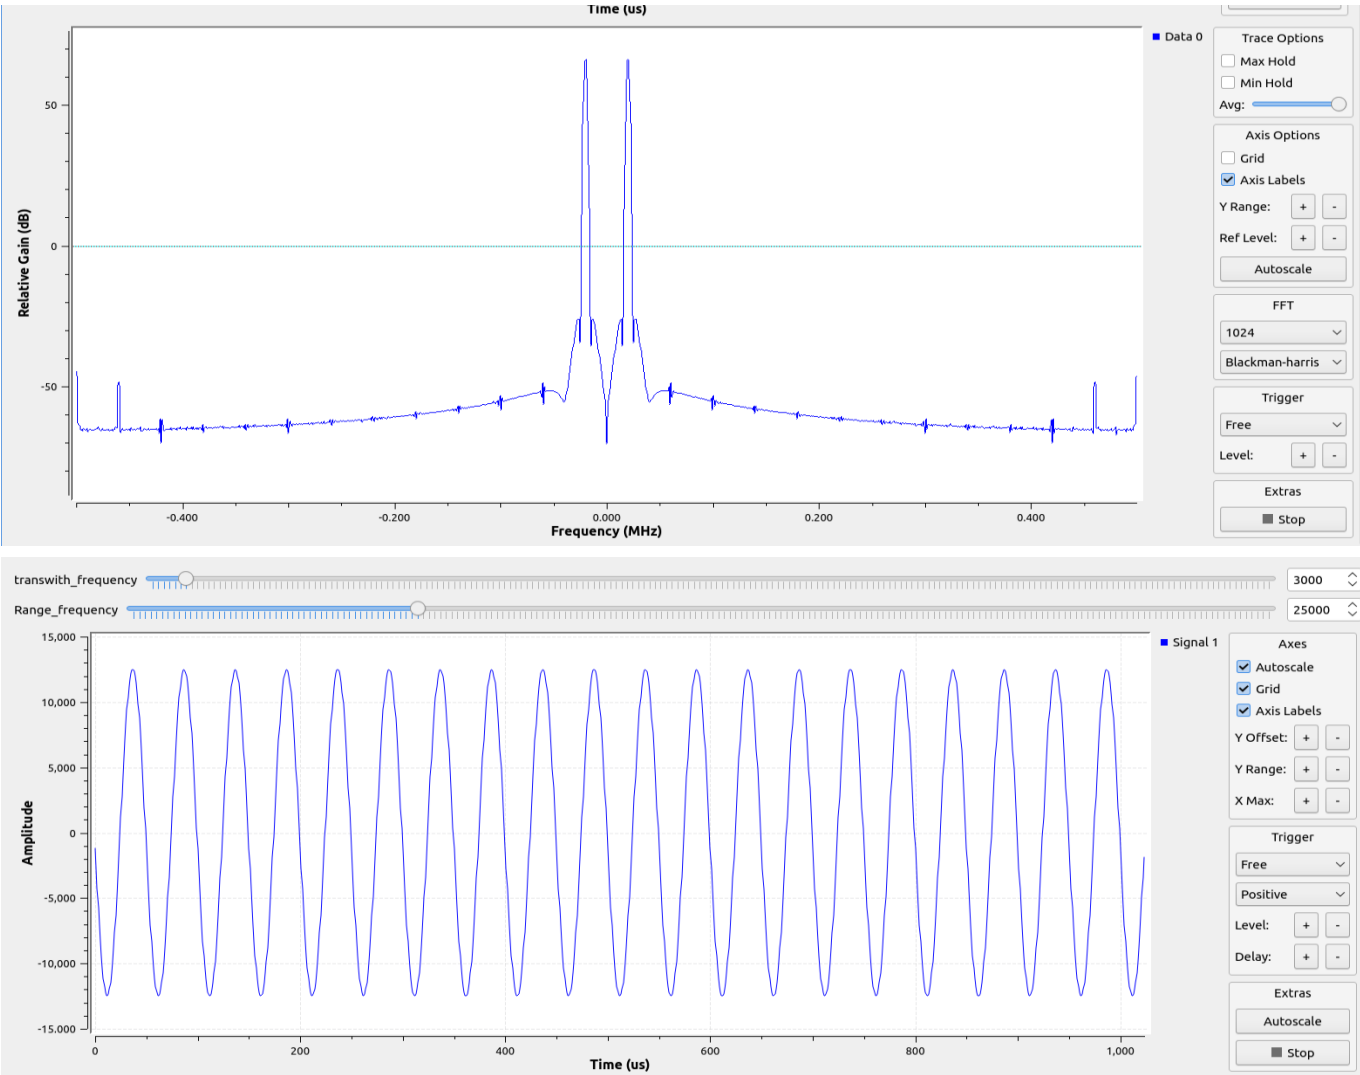 Time (us)
Data 0
Trace Options
Max Hold
Min Hold
Avg:
Axis Options
Grid
Axis Labels
Y Range: + -
Ref Level: + -
Autoscale
FFT
1024
Blackman-harris
Trigger
Free
Level: + -
Extras
Stop
Relative Gain (dB)
50
0
-50
-0.400 -0.200 0.000 0.200 0.400
Frequency (MHz)
transwith_frequency 3000
Range_frequency 25000
Signal 1
Axes
Autoscale
Grid
Axis Labels
Y Offset: + -
Y Range: + -
X Max: + -
Trigger
Free
Positive
Level: + -
Delay: + -
Extras
Autoscale
Stop
Amplitude
15,000
10,000
5,000
0
-5,000
-10,000
-15.000
0 200 400 600 800 1,000
Time (us)